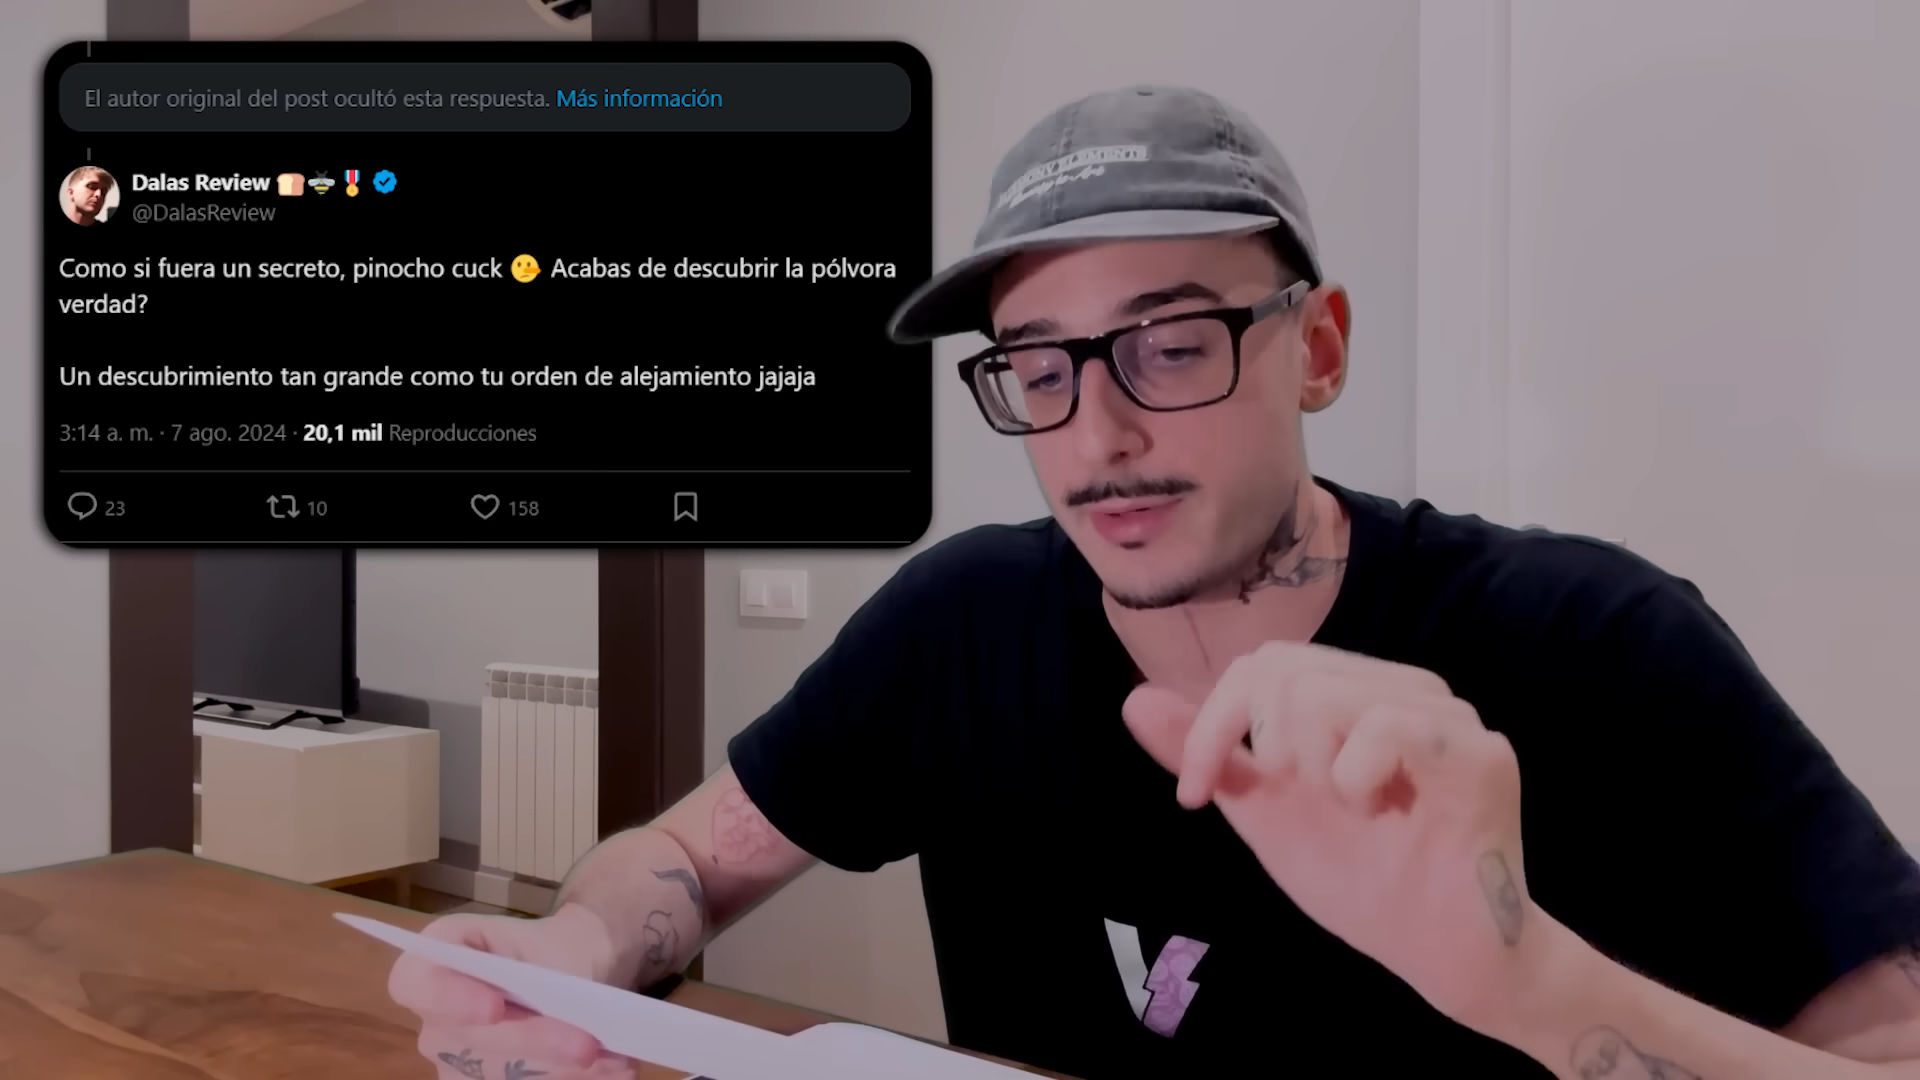 El autor original del post ocultó esta respuesta. Más información
Dalas Review 🍞🐝🎖️
@DalasReview
Como si fuera un secreto, pinocho cuck 🤥 Acabas de descubrir la pólvora
verdad?
Un descubrimiento tan grande como tu orden de alejamiento jajaja
3:14 a. m. · 7 ago. 2024 · 20,1 mil Reproducciones
23 10 158